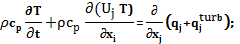 ρc_p ∂T/∂t + ρc_p ∂(U_j T)/∂x_i = ∂/∂x_j (q_j + q_j^turb);